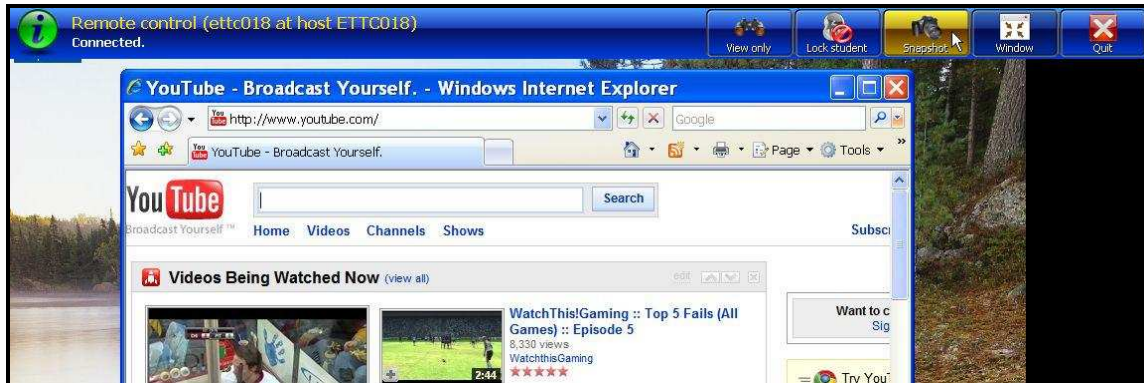 Remote control (ettc018 at host ETTC018)
Connected.
View only
Lock student
Snapshot
Window
Quit
YouTube - Broadcast Yourself. - Windows Internet Explorer
http://www.youtube.com/
Google
YouTube - Broadcast Yourself.
Page
Tools
You Tube
Broadcast Yourself ™
Search
Home Videos Channels Shows
Subsc
Videos Being Watched Now (view all)
edit
WatchThis!Gaming :: Top 5 Fails (All
Games) :: Episode 5
8,330 views
WatchthisGaming
2:44
Want to c
Sig
Try You